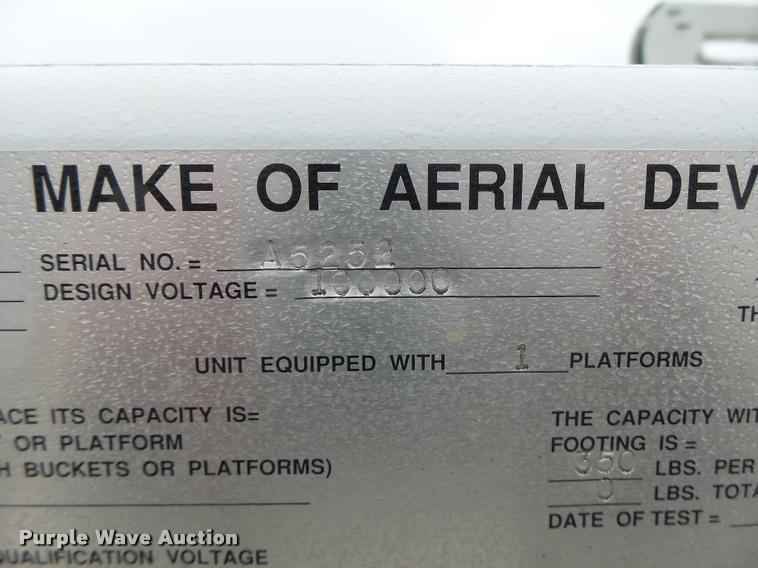 MAKE OF AERIAL DEV
SERIAL NO. = A5252
DESIGN VOLTAGE = 100000
TH
UNIT EQUIPPED WITH 1 PLATFORMS
ACE ITS CAPACITY IS=
T OR PLATFORM
H BUCKETS OR PLATFORMS)
THE CAPACITY WIT
FOOTING IS =
350 LBS. PER
0 LBS. TOTA
DATE OF TEST =
QUALIFICATION VOLTAGE
Purple Wave Auction